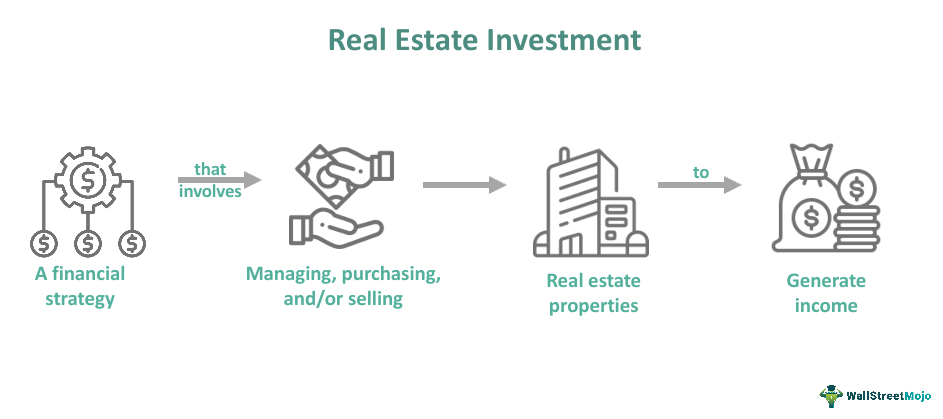 Real Estate Investment
$
$ $ $
that
involves
to
$
$
A financial
strategy
Managing, purchasing,
and/or selling
Real estate
properties
Generate
income
WallStreetMojo